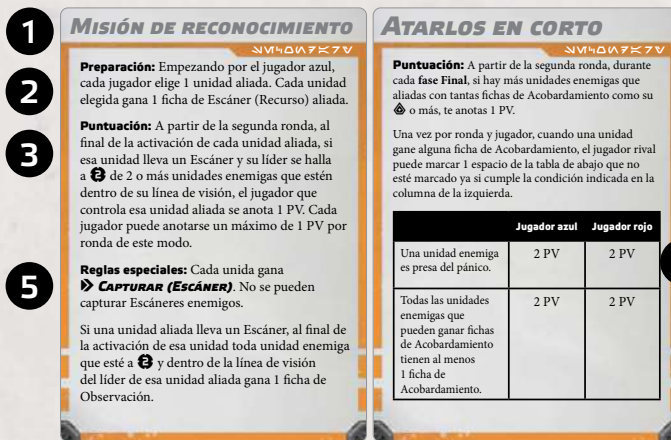 1
MISIÓN DE RECONOCIMIENTO
2
Preparación: Empezando por el jugador azul,
cada jugador elige 1 unidad aliada. Cada unidad
elegida gana 1 ficha de Escáner (Recurso) aliada.
3
Puntuación: A partir de la segunda ronda, al
final de la activación de cada unidad aliada, si
esa unidad lleva un Escáner y su líder se halla
a 2 de 2 o más unidades enemigas que estén
dentro de su línea de visión, el jugador que
controla esa unidad aliada se anota 1 PV. Cada
jugador puede anotarse un máximo de 1 PV por
ronda de este modo.
5
Reglas especiales: Cada unida gana
CAPTURAR (ESCÁNER). No se pueden
capturar Escáneres enemigos.
Si una unidad aliada lleva un Escáner, al final de
la activación de esa unidad toda unidad enemiga
que esté a 2 y dentro de la línea de visión
del líder de esa unidad aliada gana 1 ficha de
Observación.
ATARLOS EN CORTO
Puntuación: A partir de la segunda ronda, durante
cada fase Final, si hay más unidades enemigas que
aliadas con tantas fichas de Acobardamiento como su
o más, te anotas 1 PV.
Una vez por ronda y jugador, cuando una unidad
gane alguna ficha de Acobardamiento, el jugador rival
puede marcar 1 espacio de la tabla de abajo que no
esté marcado ya si cumple la condición indicada en la
columna de la izquierda.
Jugador azul Jugador rojo
Una unidad enemiga 2 PV 2 PV
es presa del pánico.
Todas las unidades 2 PV 2 PV
enemigas que
pueden ganar fichas
de Acobardamiento
tienen al menos
1 ficha de
Acobardamiento.